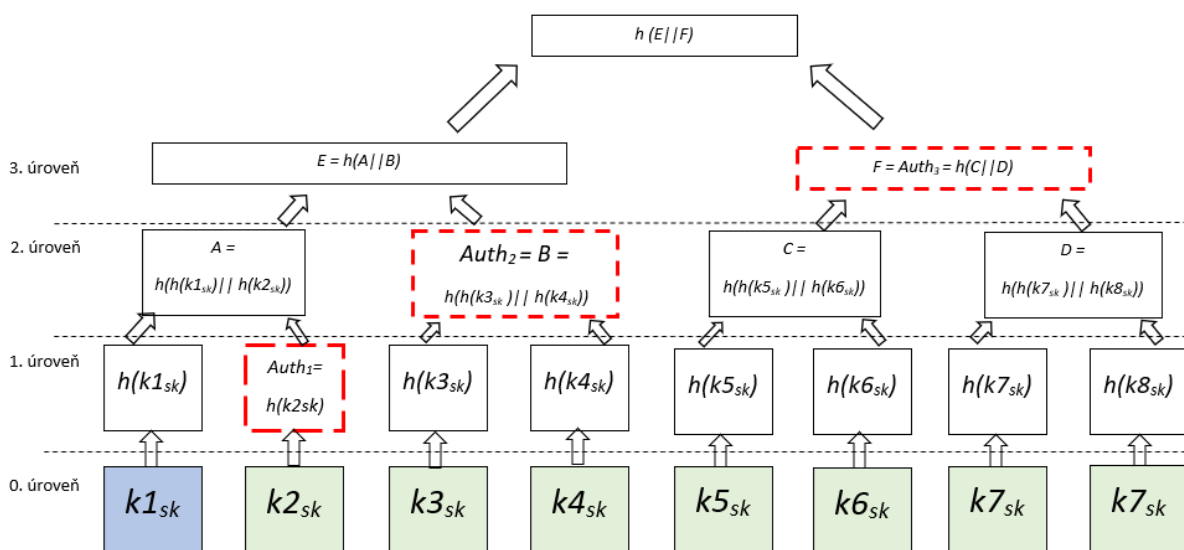 h (E||F)
3. úroveň
E = h(A||B)
F = Auth₃ = h(C||D)
2. úroveň
A =
h(h(k1sk)|| h(k2sk))
Auth₂ = B =
h(h(k3sk )|| h(k4sk))
C =
h(h(k5sk )|| h(k6sk))
D =
h(h(k7sk )|| h(k8sk))
1. úroveň
h(k1sk)
Auth₁=
h(k2sk)
h(k3sk)
h(k4sk)
h(k5sk)
h(k6sk)
h(k7sk)
h(k8sk)
0. úroveň
k1sk
k2sk
k3sk
k4sk
k5sk
k6sk
k7sk
k7sk